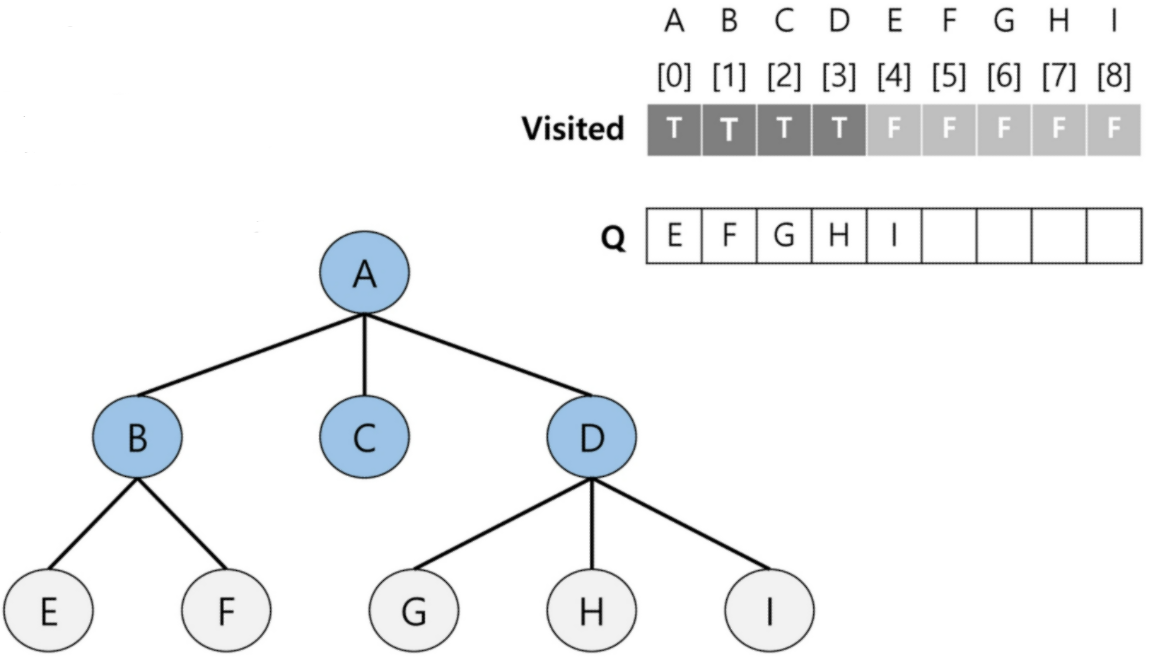 A B C D E F G H I
[0] [1] [2] [3] [4] [5] [6] [7] [8]
Visited T T T T F F F F F
Q E F G H I
A
B C D
E F G H I